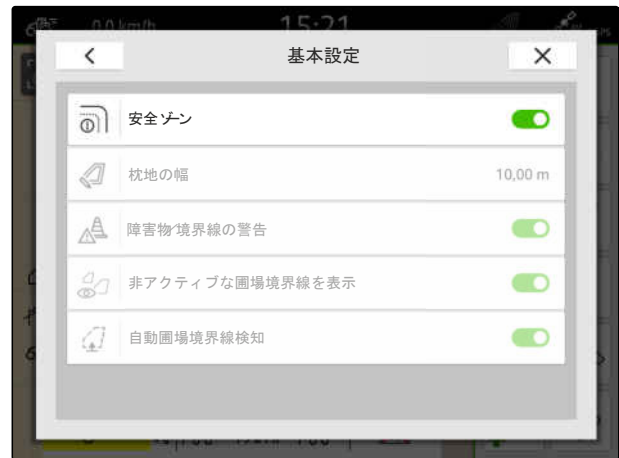 0.0 km/h 15:21
基本設定
安全ゾーン
枕地の幅 10,00 m
障害物/境界線の警告
非アクティブな圃場境界線を表示
自動圃場境界線検知